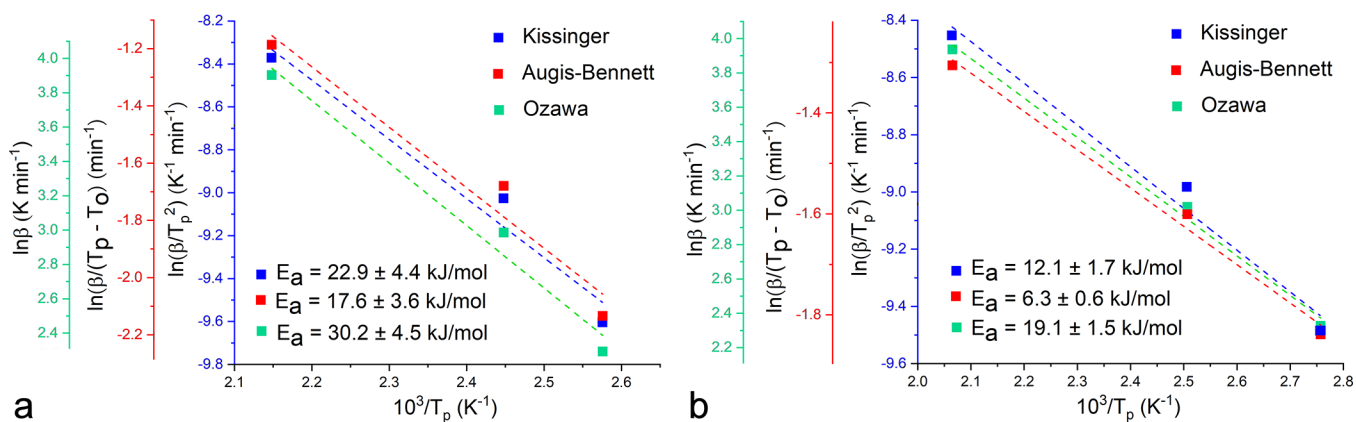 lnβ (K min⁻¹)
4.0
3.8
3.6
3.4
3.2
3.0
2.8
2.6
2.4
ln(β/(Tp - To) (min⁻¹)
-1.2
-1.4
-1.6
-1.8
-2.0
-2.2
ln(β/Tp²) (K⁻¹ min⁻¹)
-8.2
-8.4
-8.6
-8.8
-9.0
-9.2
-9.4
-9.6
-9.8
Kissinger
Augis-Bennett
Ozawa
Ea = 22.9 ± 4.4 kJ/mol
Ea = 17.6 ± 3.6 kJ/mol
Ea = 30.2 ± 4.5 kJ/mol
2.1 2.2 2.3 2.4 2.5 2.6
10³/Tp (K⁻¹)
a
lnβ (K min⁻¹)
4.0
3.8
3.6
3.4
3.2
3.0
2.8
2.6
2.4
2.2
ln(β/(Tp - To) (min⁻¹)
-1.4
-1.6
-1.8
ln(β/Tp²) (K⁻¹ min⁻¹)
-8.4
-8.6
-8.8
-9.0
-9.2
-9.4
-9.6
Kissinger
Augis-Bennett
Ozawa
Ea = 12.1 ± 1.7 kJ/mol
Ea = 6.3 ± 0.6 kJ/mol
Ea = 19.1 ± 1.5 kJ/mol
2.0 2.1 2.2 2.3 2.4 2.5 2.6 2.7 2.8
10³/Tp (K⁻¹)
b